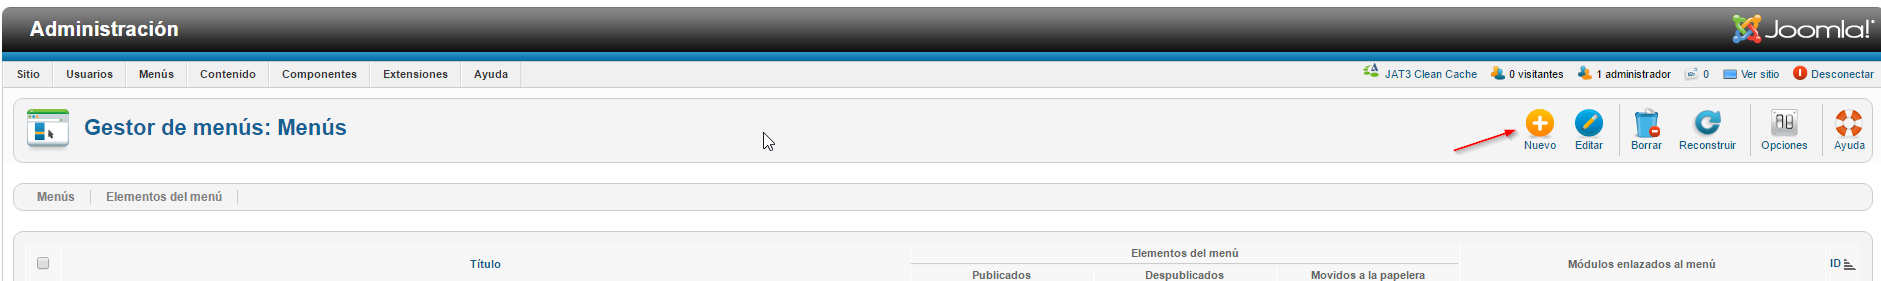 Administración
Joomla!®
Sitio Usuarios Menús Contenido Componentes Extensiones Ayuda JAT3 Clean Cache 0 visitantes 1 administrador 0 Ver sitio Desconectar
Gestor de menús: Menús
Nuevo Editar Borrar Reconstruir Opciones Ayuda
Menús Elementos del menú
Elementos del menú
Título Módulos enlazados al menú ID
Publicados Despublicados Movidos a la papelera